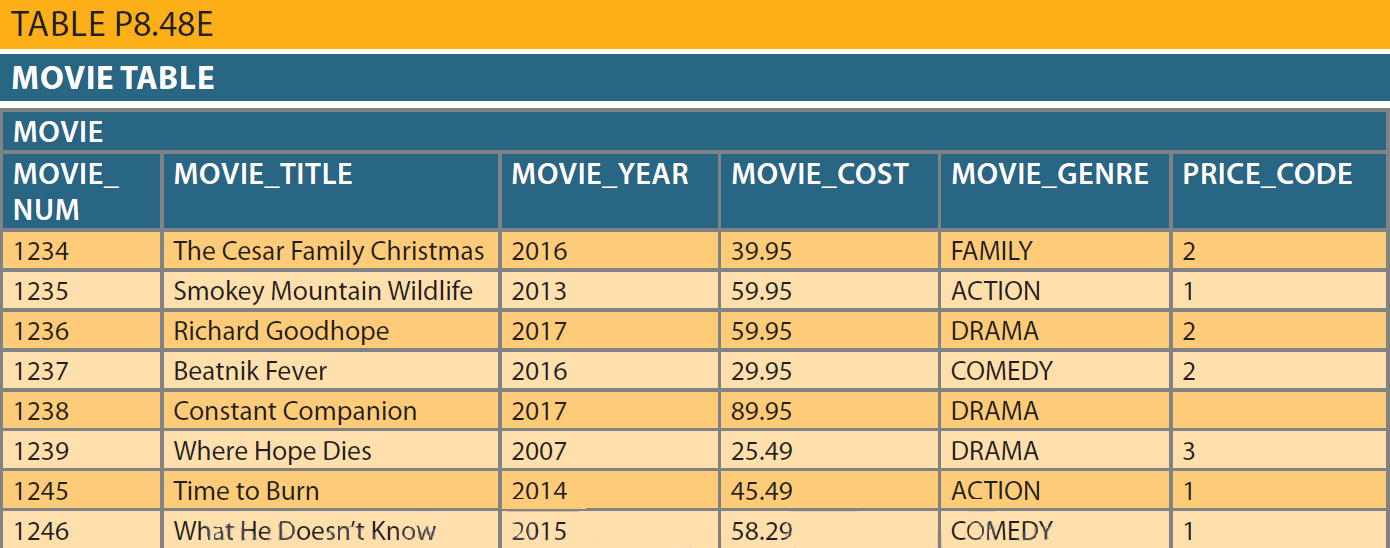 TABLE P8.48E
MOVIE TABLE
MOVIE
MOVIE_NUM MOVIE_TITLE MOVIE_YEAR MOVIE_COST MOVIE_GENRE PRICE_CODE
1234 The Cesar Family Christmas 2016 39.95 FAMILY 2
1235 Smokey Mountain Wildlife 2013 59.95 ACTION 1
1236 Richard Goodhope 2017 59.95 DRAMA 2
1237 Beatnik Fever 2016 29.95 COMEDY 2
1238 Constant Companion 2017 89.95 DRAMA
1239 Where Hope Dies 2007 25.49 DRAMA 3
1245 Time to Burn 2014 45.49 ACTION 1
1246 What He Doesn't Know 2015 58.29 COMEDY 1